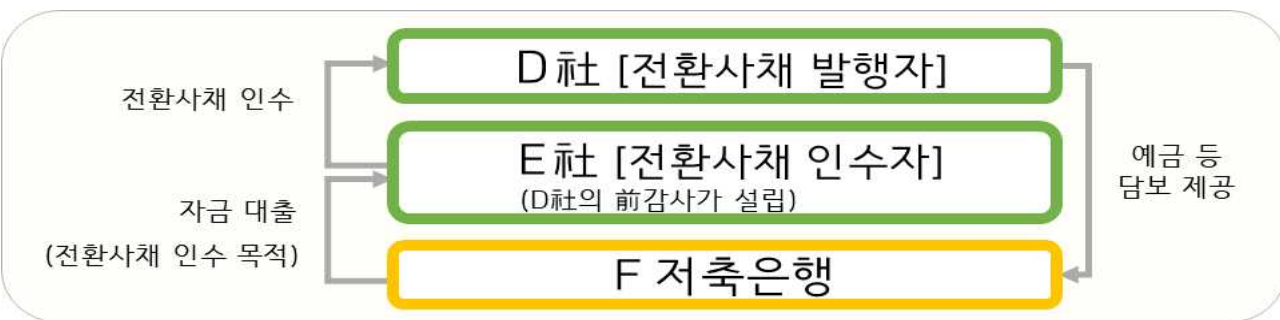 D社 [전환사채 발행자]
전환사채 인수
E社 [전환사채 인수자]
(D社의 前감사가 설립)
예금 등
담보 제공
자금 대출
(전환사채 인수 목적)
F 저축은행